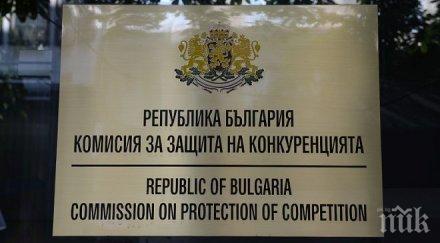 РЕПУБЛИКА БЪЛГАРИЯ
КОМИСИЯ ЗА ЗАЩИТА НА КОНКУРЕНЦИЯТА
REPUBLIC OF BULGARIA
COMMISSION ON PROTECTION OF COMPETITION
пик